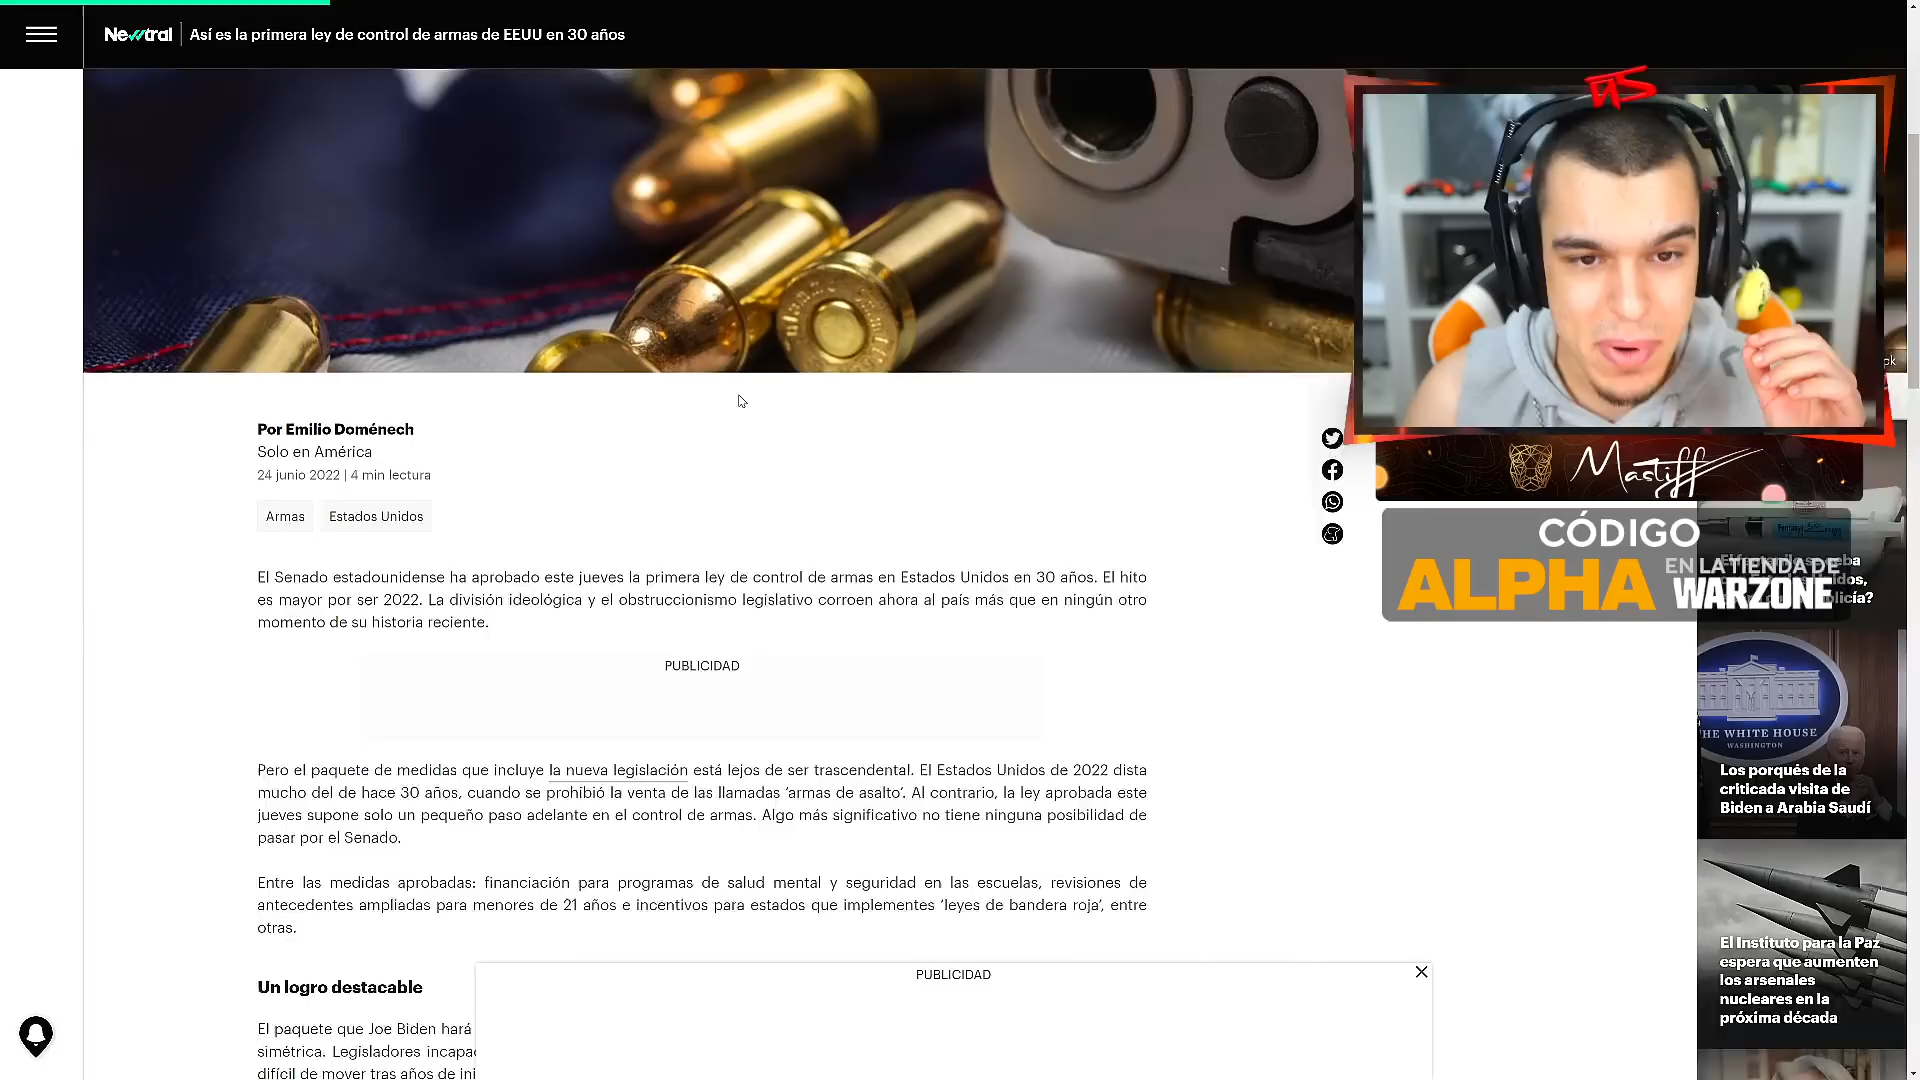 Newtral
Así es la primera ley de control de armas de EEUU en 30 años
Por Emilio Doménech
Solo en América
24 junio 2022 | 4 min lectura
Armas
Estados Unidos
El Senado estadounidense ha aprobado este jueves la primera ley de control de armas en Estados Unidos en 30 años. El hito
es mayor por ser 2022. La división ideológica y el obstruccionismo legislativo corroen ahora al país más que en ningún otro
momento de su historia reciente.
PUBLICIDAD
Pero el paquete de medidas que incluye la nueva legislación está lejos de ser trascendental. El Estados Unidos de 2022 dista
mucho del de hace 30 años, cuando se prohibió la venta de las llamadas ‘armas de asalto’. Al contrario, la ley aprobada este
jueves supone solo un pequeño paso adelante en el control de armas. Algo más significativo no tiene ninguna posibilidad de
pasar por el Senado.
Entre las medidas aprobadas: financiación para programas de salud mental y seguridad en las escuelas, revisiones de
antecedentes ampliadas para menores de 21 años e incentivos para estados que implementes ‘leyes de bandera roja’, entre
otras.
Un logro destacable
El paquete que Joe Biden hará
simétrica. Legisladores incapa
difícil de mover tras años de ini
PUBLICIDAD
Mastiff
CÓDIGO
ALPHA
EN LA TIENDA DE
WARZONE
THE WHITE HOUSE
WASHINGTON
Los porqués de la
criticada visita de
Biden a Arabia Saudí
El Instituto para la Paz
espera que aumenten
los arsenales
nucleares en la
próxima década